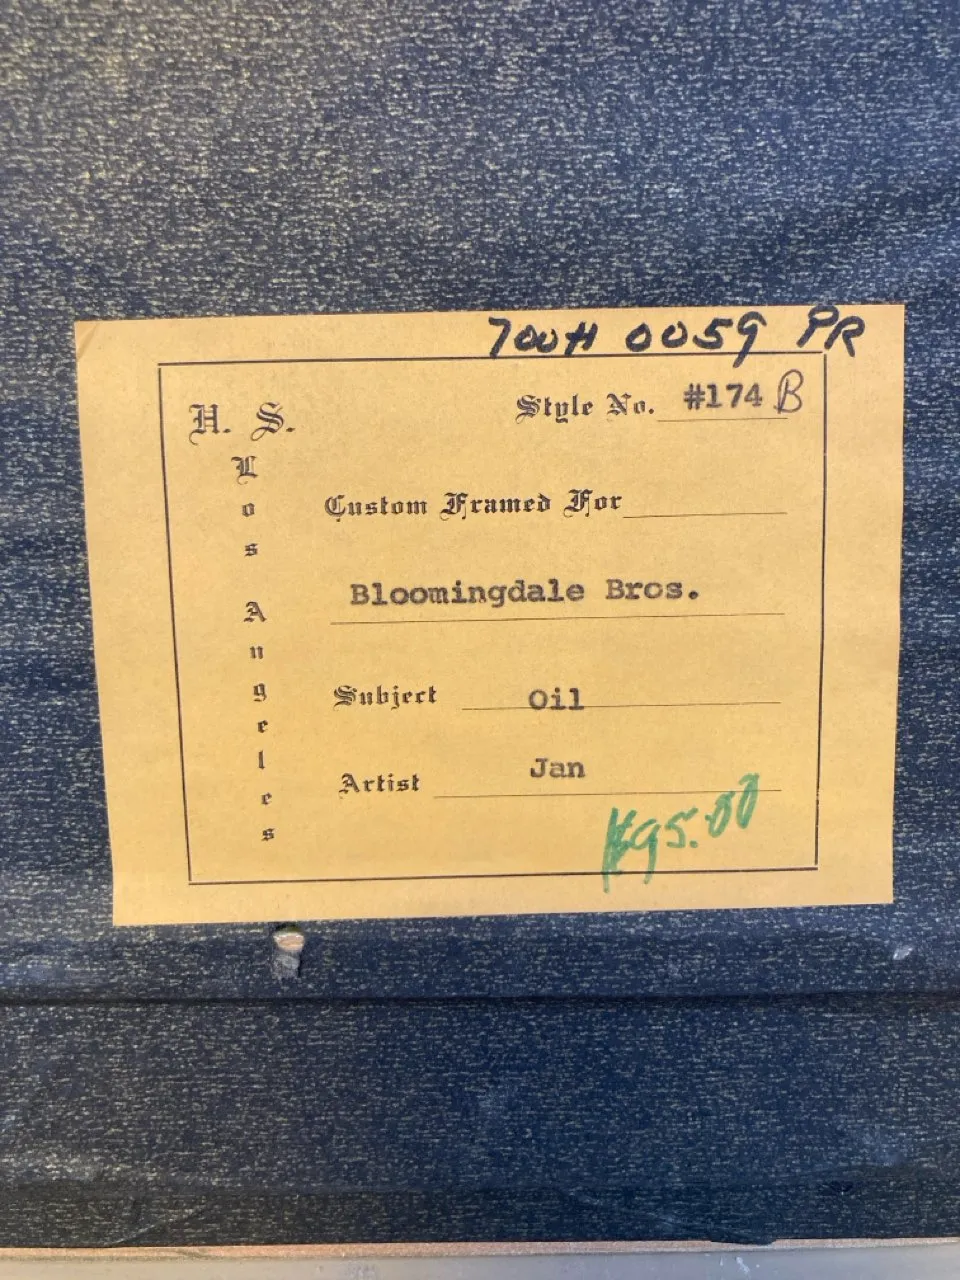 700H 0059 PR
H. S.
Los Angeles
Style No. #174 B
Custom Framed For
Bloomingdale Bros.
Subject Oil
Artist Jan
$95.00